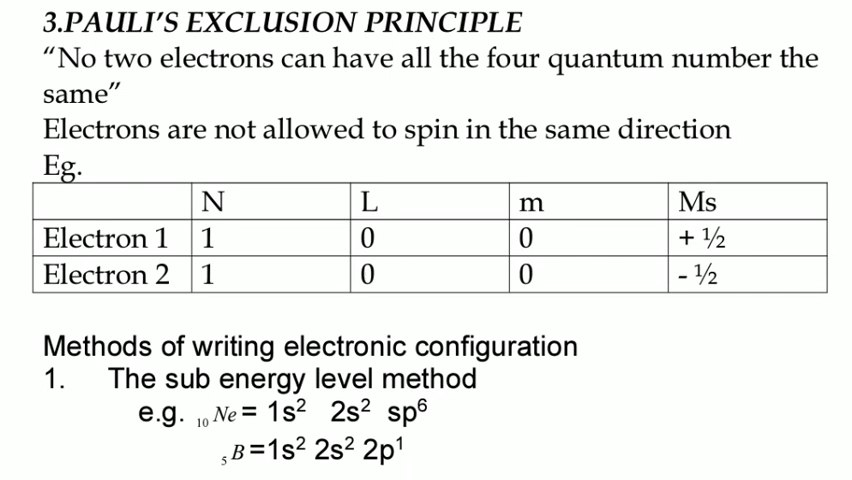 3.PAULI’S EXCLUSION PRINCIPLE
“No two electrons can have all the four quantum number the
same”
Electrons are not allowed to spin in the same direction
Eg.
N L m Ms
Electron 1 1 0 0 + ½
Electron 2 1 0 0 - ½
Methods of writing electronic configuration
1. The sub energy level method
e.g. ₁₀Ne = 1s² 2s² sp⁶
₅B=1s² 2s² 2p¹